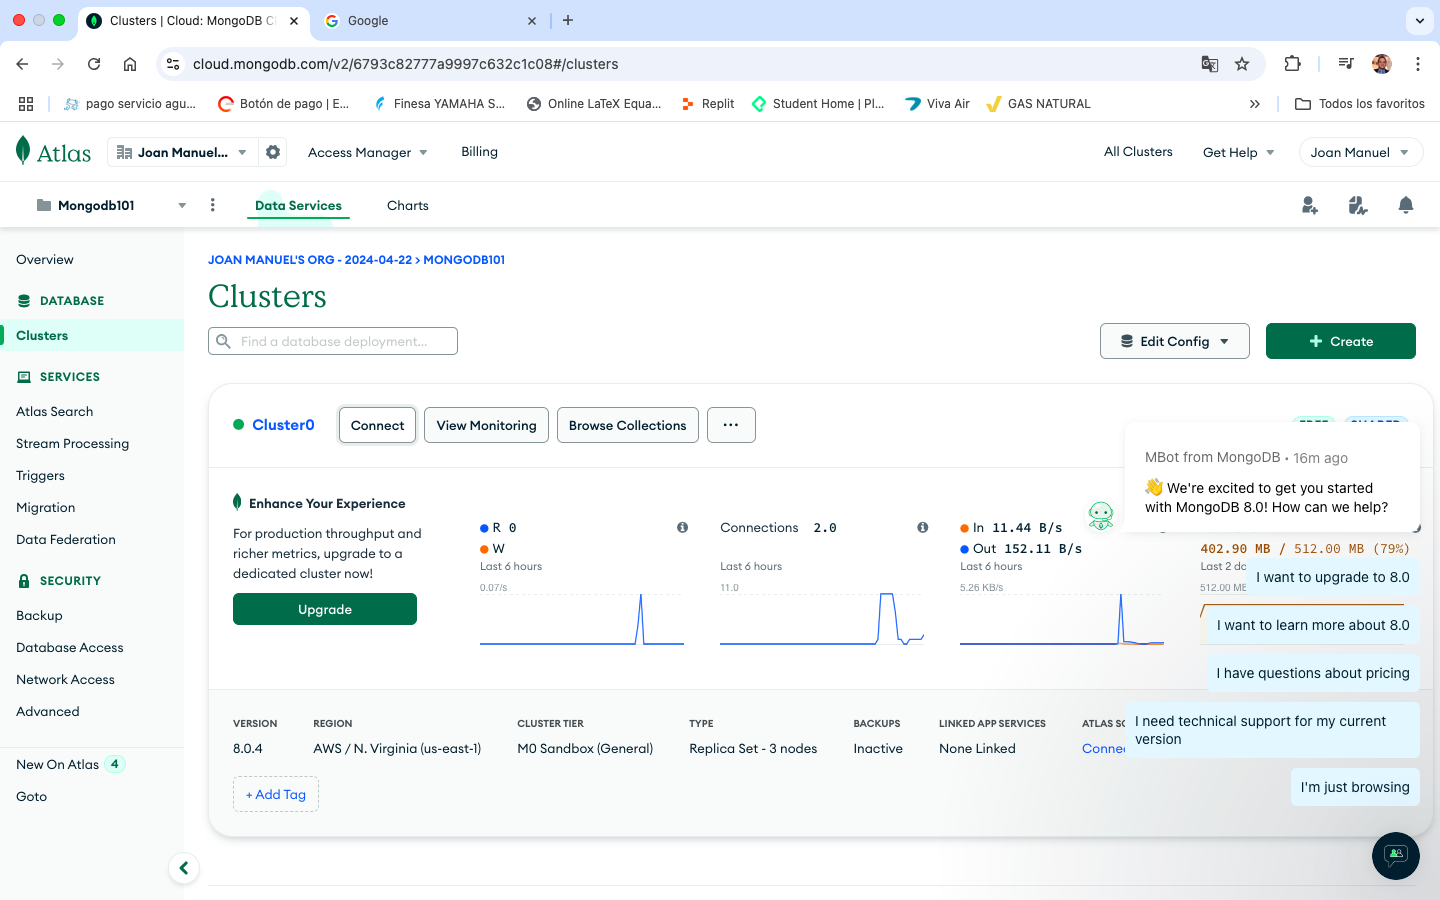 Clusters | Cloud: MongoDB C
Google
cloud.mongodb.com/v2/6793c82777a9997c632c1c08#/clusters
pago servicio agu...
Botón de pago | E...
Finesa YAMAHA S...
Online LaTeX Equa...
Replit
Student Home | Pl...
Viva Air
GAS NATURAL
Todos los favoritos
Atlas
Joan Manuel...
Access Manager
Billing
All Clusters
Get Help
Joan Manuel
Mongodb101
Data Services
Charts
Overview
DATABASE
Clusters
SERVICES
Atlas Search
Stream Processing
Triggers
Migration
Data Federation
SECURITY
Backup
Database Access
Network Access
Advanced
New On Atlas 4
Goto
JOAN MANUEL'S ORG - 2024-04-22 > MONGODB101
Clusters
Find a database deployment...
Edit Config
+ Create
Cluster0
Connect
View Monitoring
Browse Collections
...
FREE
SHARED
Enhance Your Experience
For production throughput and
richer metrics, upgrade to a
dedicated cluster now!
Upgrade
R 0
W
Last 6 hours
0.07/s
Connections 2.0
Last 6 hours
11.0
In 11.44 B/s
Out 152.11 B/s
Last 6 hours
5.26 KB/s
402.90 MB / 512.00 MB (79%)
Last 2 da
512.00 MB
MBot from MongoDB • 16m ago
👋 We're excited to get you started
with MongoDB 8.0! How can we help?
I want to upgrade to 8.0
I want to learn more about 8.0
I have questions about pricing
I need technical support for my current
version
I'm just browsing
VERSION
8.0.4
REGION
AWS / N. Virginia (us-east-1)
CLUSTER TIER
M0 Sandbox (General)
TYPE
Replica Set - 3 nodes
BACKUPS
Inactive
LINKED APP SERVICES
None Linked
ATLAS SQ
Connec
+ Add Tag